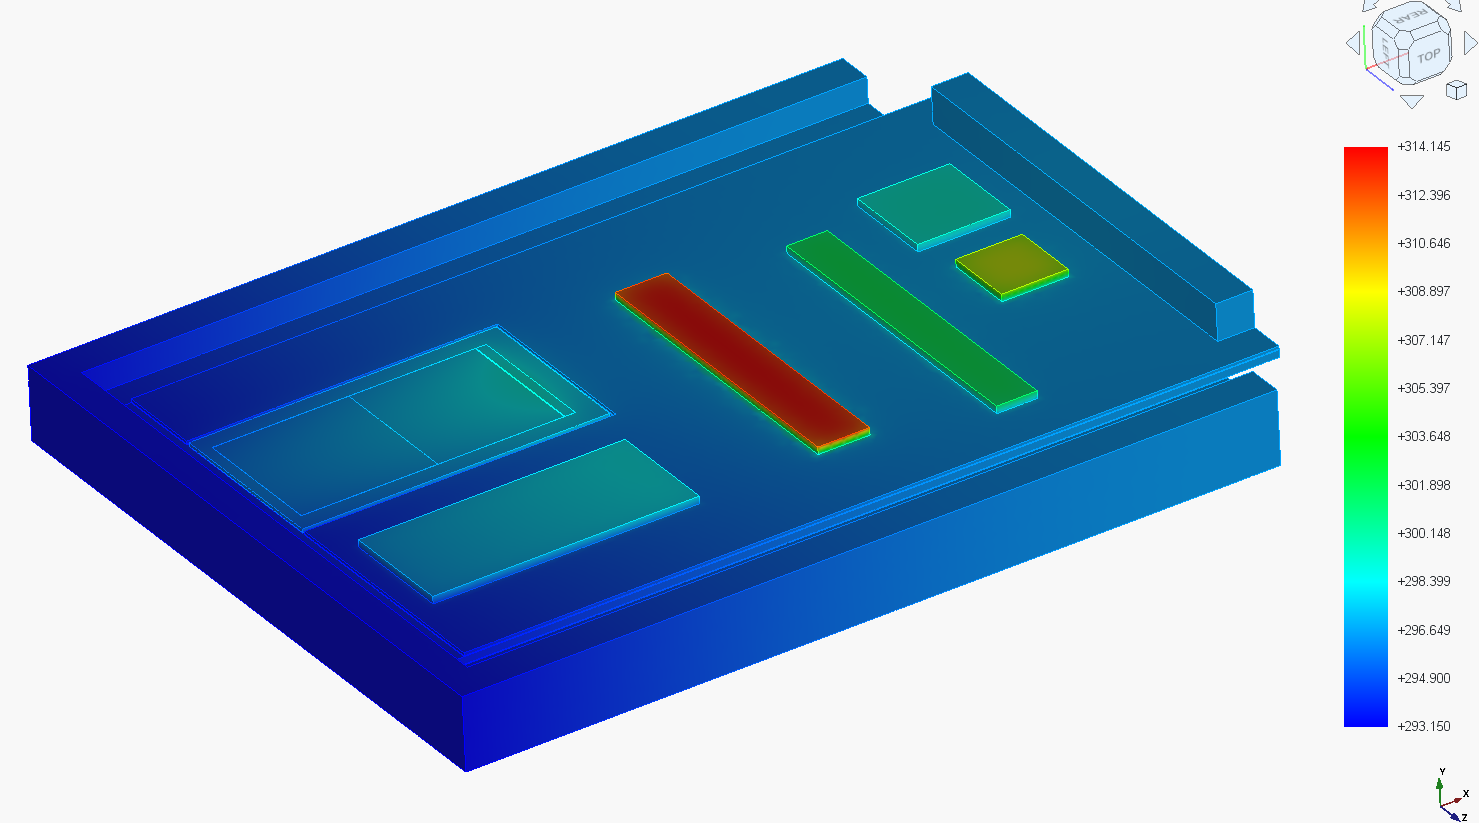 REAR
LEFT
TOP
+314.145
+312.396
+310.646
+308.897
+307.147
+305.397
+303.648
+301.898
+300.148
+298.399
+296.649
+294.900
+293.150
Y
X
Z